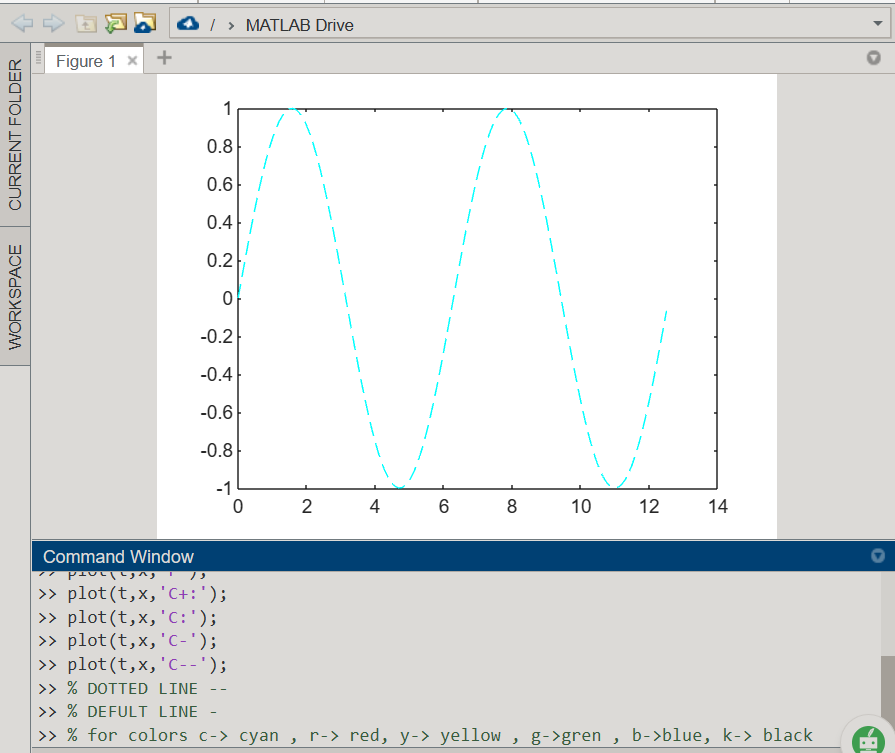 / > MATLAB Drive
CURRENT FOLDER
WORKSPACE
Figure 1 ×
1
0.8
0.6
0.4
0.2
0
-0.2
-0.4
-0.6
-0.8
-1
0 2 4 6 8 10 12 14
Command Window
>> plot(t,x,
>> plot(t,x,'C+:');
>> plot(t,x,'C:');
>> plot(t,x,'C-');
>> plot(t,x,'C--');
>> % DOTTED LINE --
>> % DEFULT LINE -
>> % for colors c-> cyan , r-> red, y-> yellow , g->gren , b->blue, k-> black